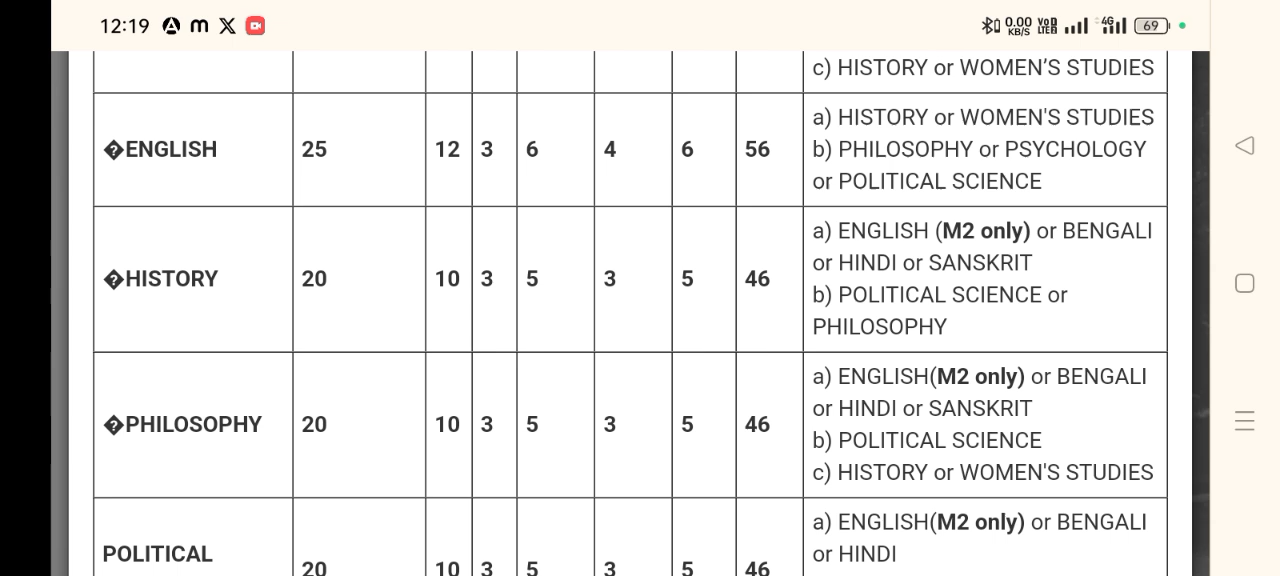 12:19 m X 0.00 KB/S Vo LTE 4G 69
c) HISTORY or WOMEN’S STUDIES
�ENGLISH 25 12 3 6 4 6 56
a) HISTORY or WOMEN'S STUDIES
b) PHILOSOPHY or PSYCHOLOGY
or POLITICAL SCIENCE
�HISTORY 20 10 3 5 3 5 46
a) ENGLISH (M2 only) or BENGALI
or HINDI or SANSKRIT
b) POLITICAL SCIENCE or
PHILOSOPHY
�PHILOSOPHY 20 10 3 5 3 5 46
a) ENGLISH(M2 only) or BENGALI
or HINDI or SANSKRIT
b) POLITICAL SCIENCE
c) HISTORY or WOMEN'S STUDIES
POLITICAL 20 10 3 5 3 5 46
a) ENGLISH(M2 only) or BENGALI
or HINDI